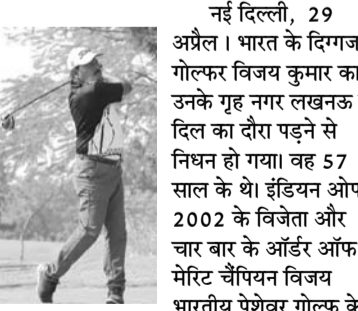 नई दिल्ली, 29
अप्रैल । भारत के दिग्गज
गोल्फर विजय कुमार का
उनके गृह नगर लखनऊ
दिल का दौरा पड़ने से
निधन हो गया। वह 57
साल के थे। इंडियन ओप
2002 के विजेता और
चार बार के ऑर्डर ऑफ
मेरिट चैंपियन विजय
भारतीय पेशेवर गोल्फ के